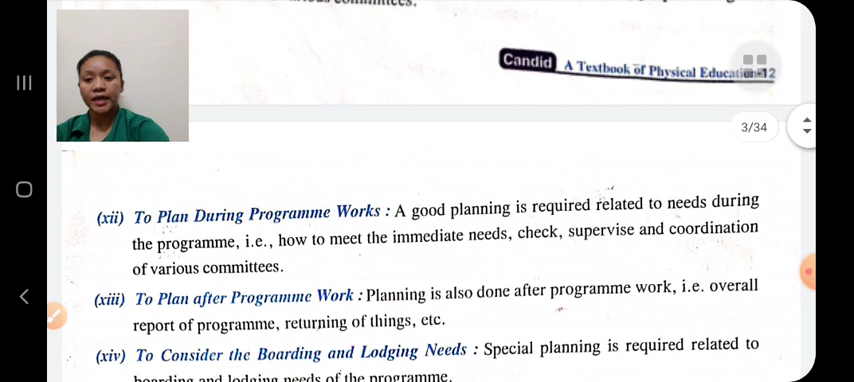 Candid A Textbook of Physical Education-12
3/34
(xii) To Plan During Programme Works : A good planning is required related to needs during
the programme, i.e., how to meet the immediate needs, check, supervise and coordination
of various committees.
(xiii) To Plan after Programme Work : Planning is also done after programme work, i.e. overall
report of programme, returning of things, etc.
(xiv) To Consider the Boarding and Lodging Needs : Special planning is required related to
boarding and lodging needs of the programme.